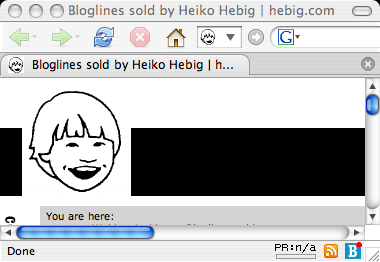 Bloglines sold by Heiko Hebig | hebig.com
G
Bloglines sold by Heiko Hebig | h...
You are here:
Done
PR:n/a
B